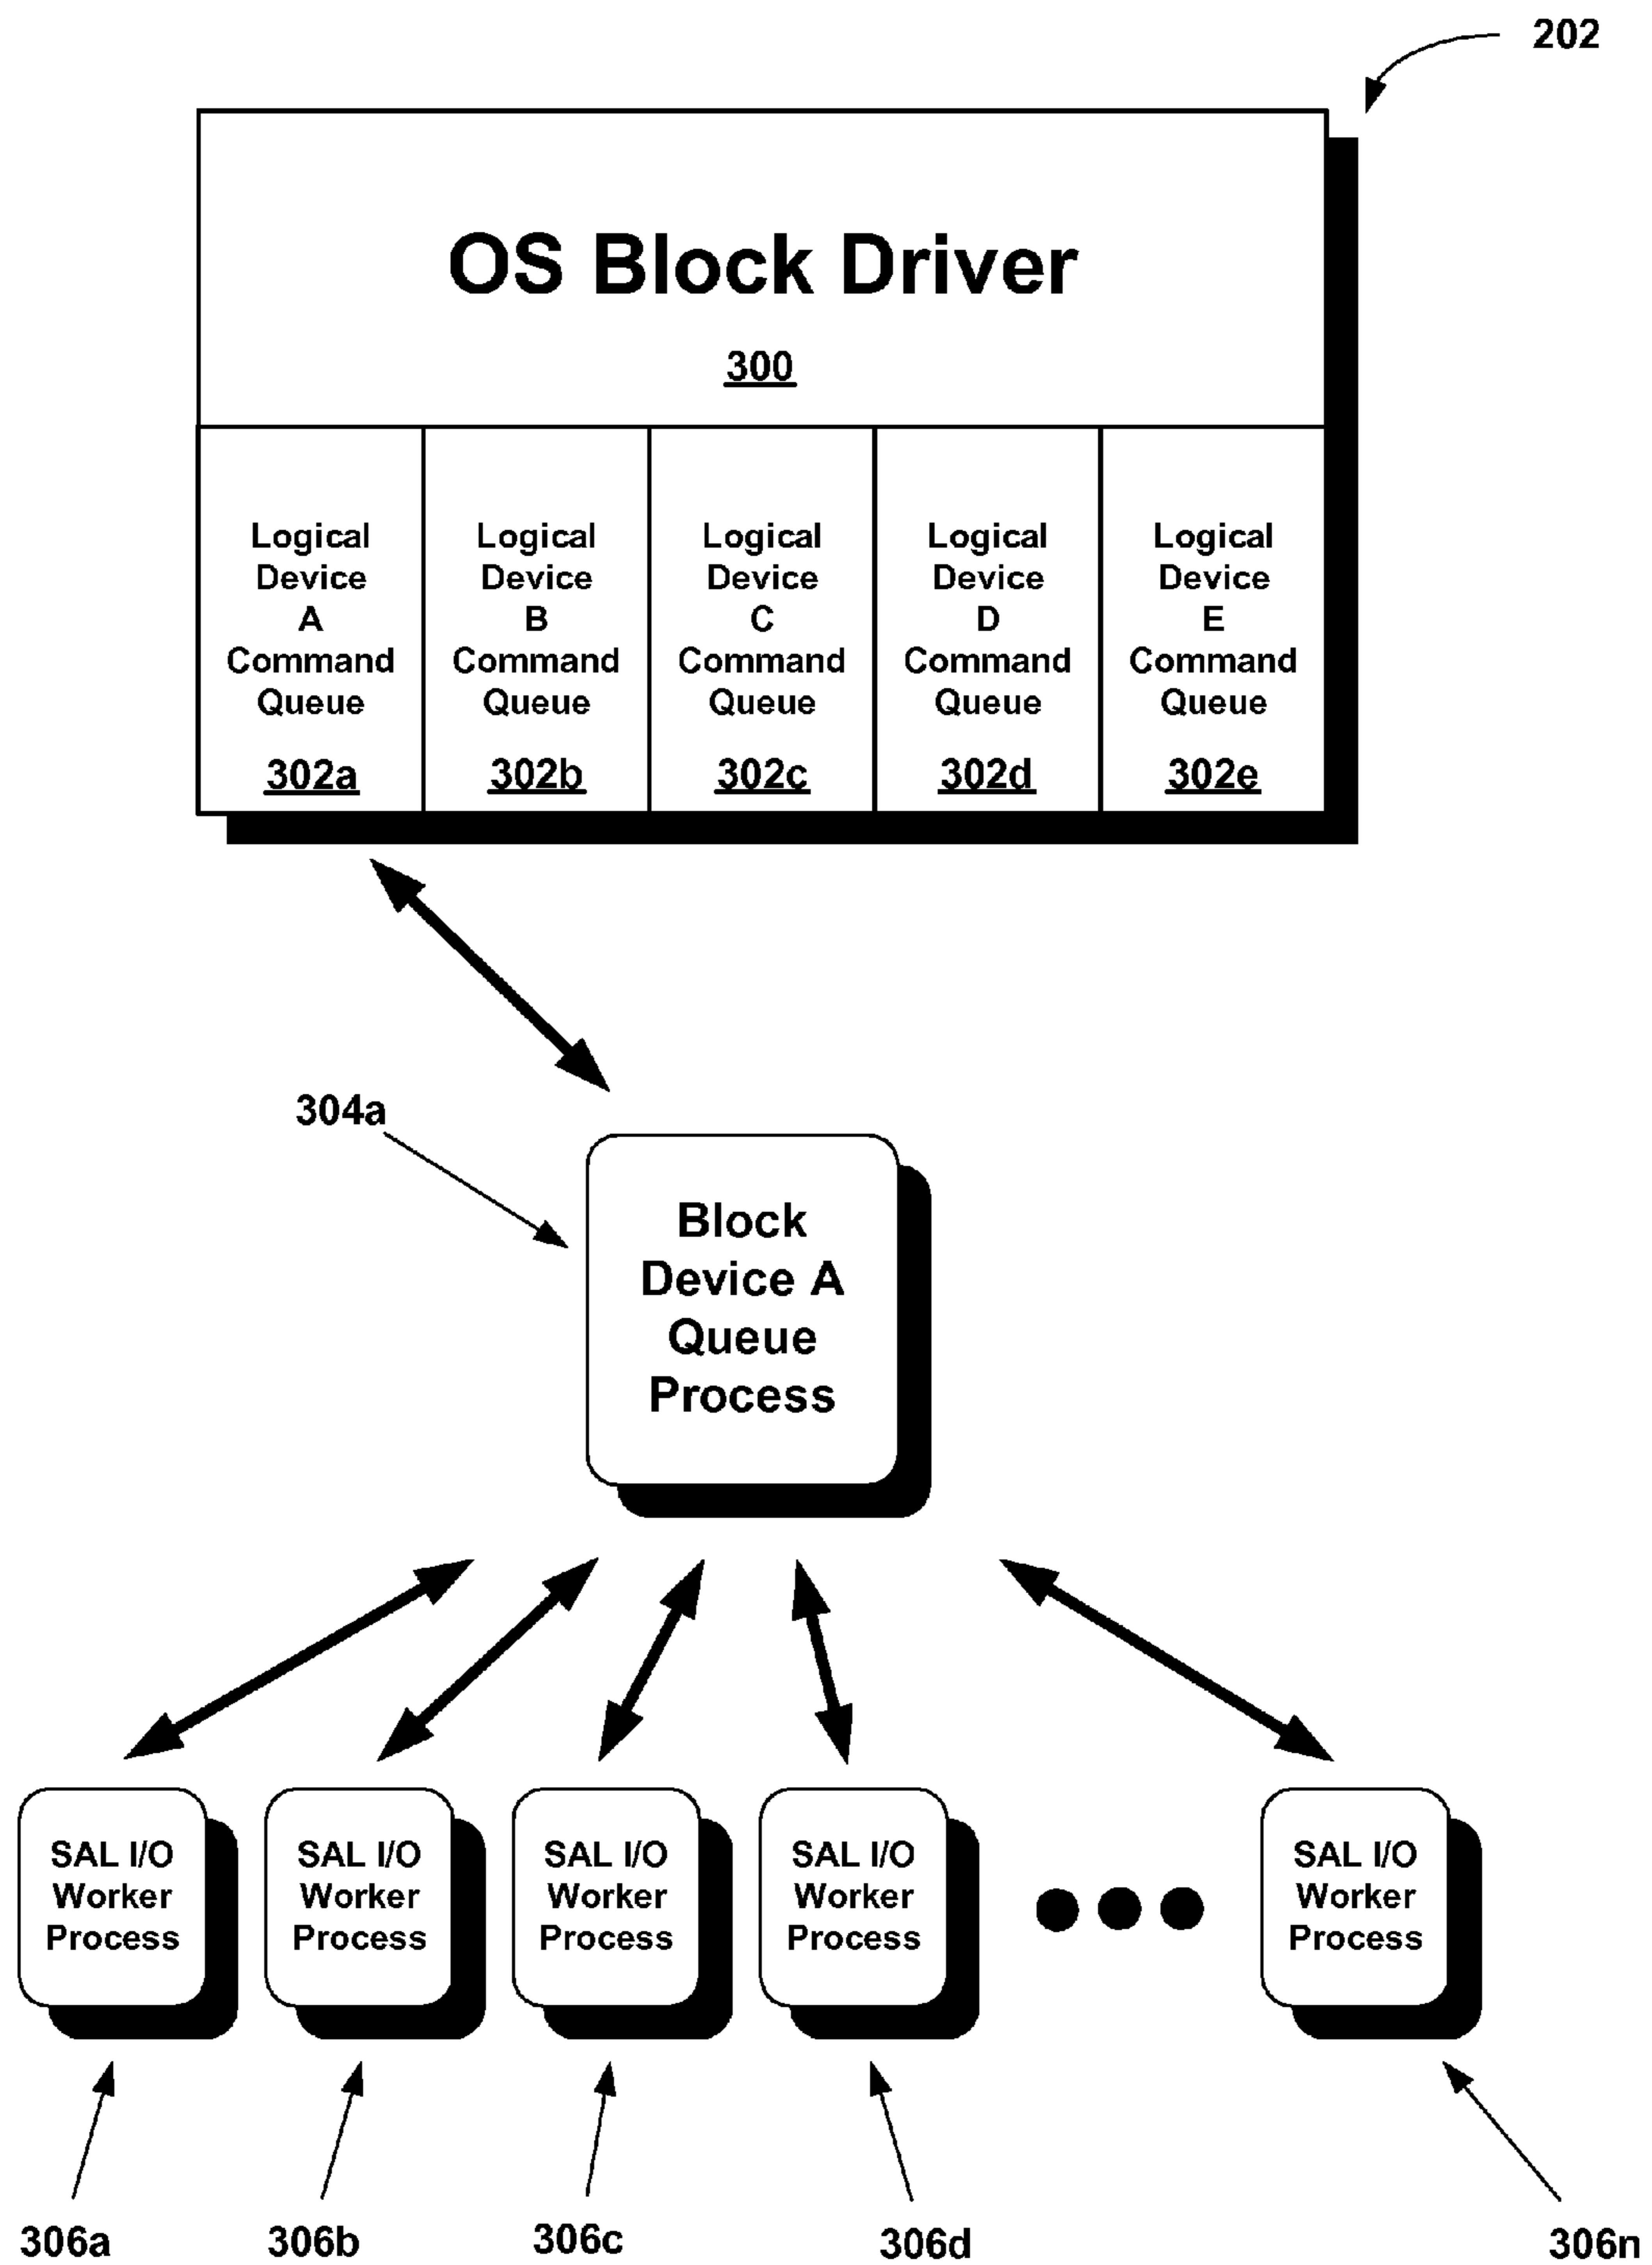 202
OS Block Driver
300
Logical
Device
A
Command
Queue
302a
Logical
Device
B
Command
Queue
302b
Logical
Device
C
Command
Queue
302c
Logical
Device
D
Command
Queue
302d
Logical
Device
E
Command
Queue
302e
304a
Block
Device A
Queue
Process
SAL I/O
Worker
Process
SAL I/O
Worker
Process
SAL I/O
Worker
Process
SAL I/O
Worker
Process
SAL I/O
Worker
Process
306a
306b
306c
306d
306n